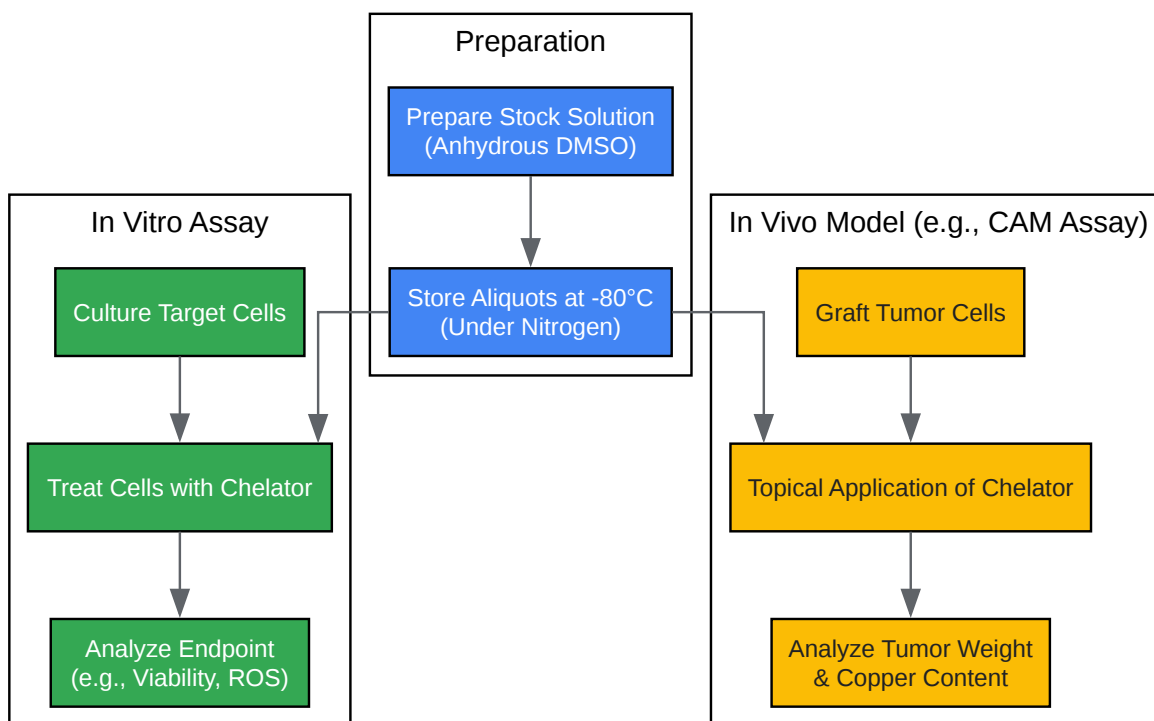 Preparation
Prepare Stock Solution
(Anhydrous DMSO)
Store Aliquots at -80°C
(Under Nitrogen)
In Vitro Assay
Culture Target Cells
Treat Cells with Chelator
Analyze Endpoint
(e.g., Viability, ROS)
In Vivo Model (e.g., CAM Assay)
Graft Tumor Cells
Topical Application of Chelator
Analyze Tumor Weight
& Copper Content